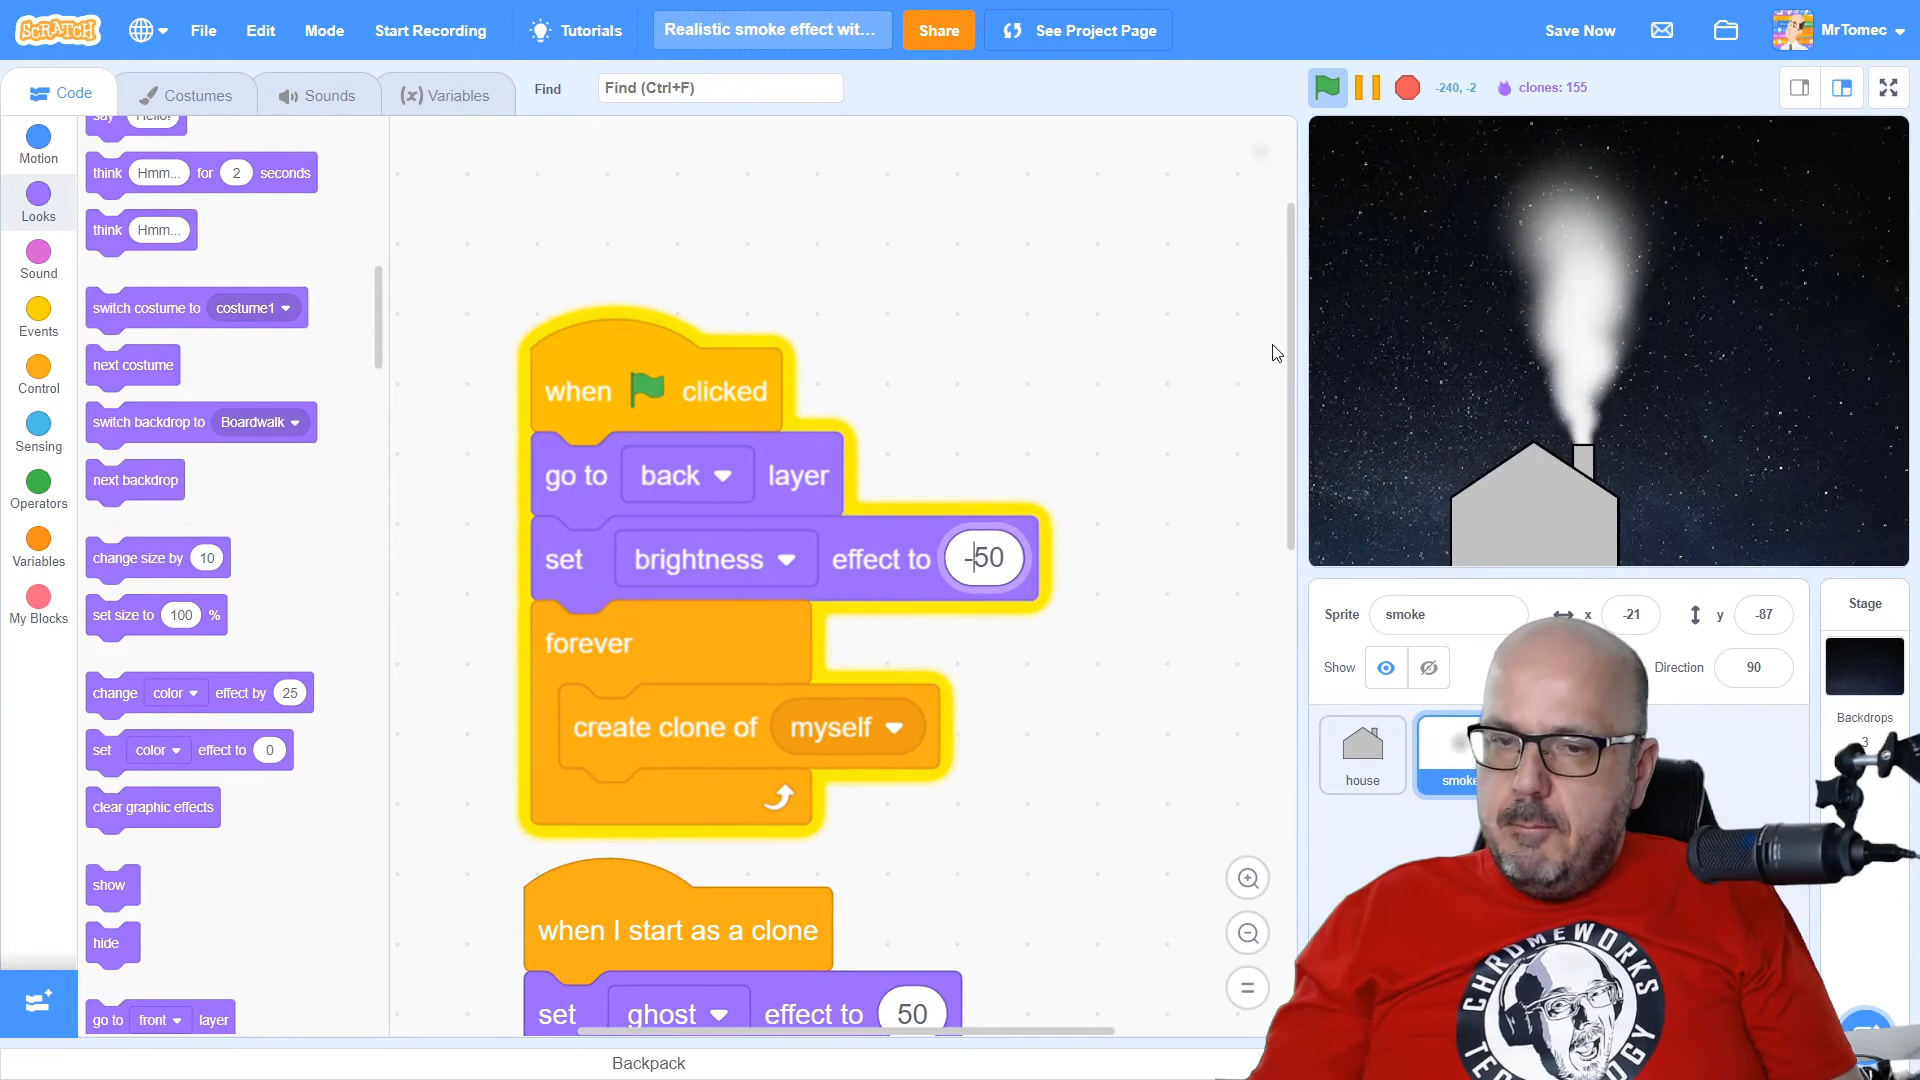 SCRATCH File Edit Mode Start Recording Tutorials Realistic smoke effect wit... Share See Project Page Save Now MrTomec
Code Costumes Sounds (x) Variables Find Find (Ctrl+F) -240, -2 clones: 155
Motion
Looks
Sound
Events
Control
Sensing
Operators
Variables
My Blocks
say Hello!
think Hmm... for 2 seconds
think Hmm...
switch costume to costume1
next costume
switch backdrop to Boardwalk
next backdrop
change size by 10
set size to 100 %
change color effect by 25
set color effect to 0
clear graphic effects
show
hide
go to front layer
when clicked
go to back layer
set brightness effect to -50
forever
create clone of myself
when I start as a clone
set ghost effect to 50
Backpack
Sprite smoke x -21 y -87
Show Direction 90
house
smoke
Stage
Backdrops
3
CHROMEWORKS